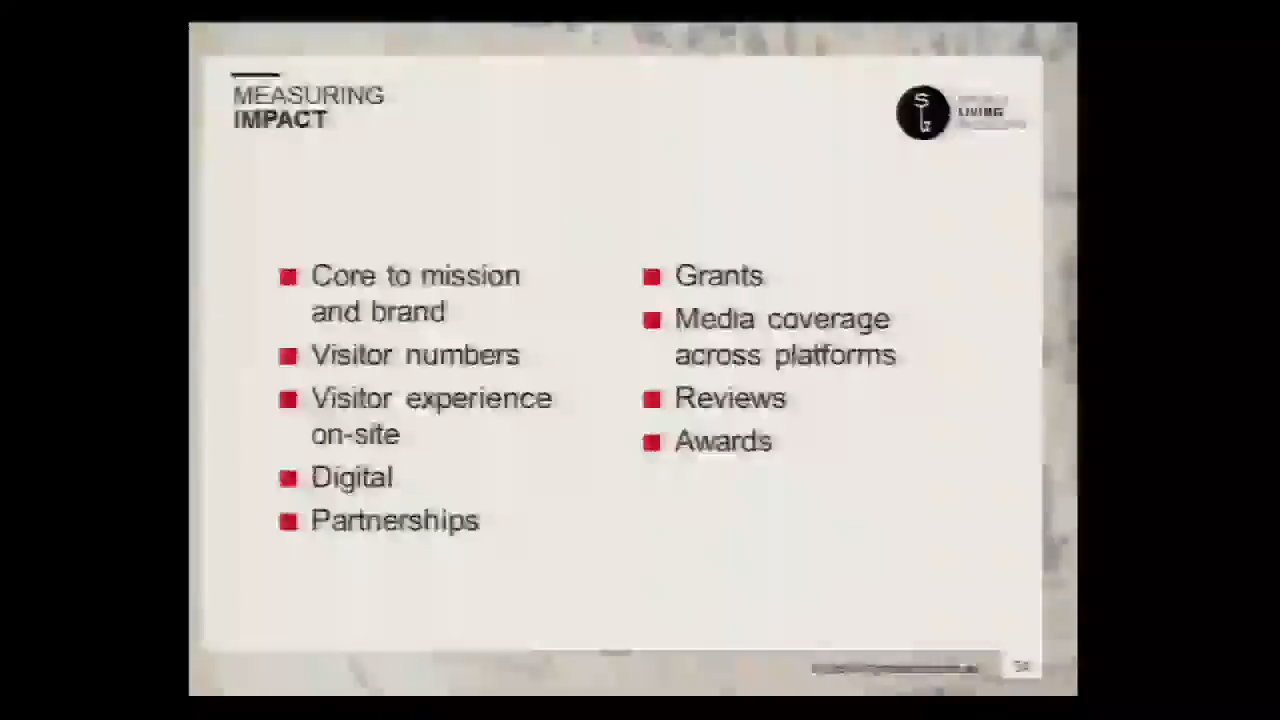 MEASURING
IMPACT
LIVING
Core to mission
and brand
Visitor numbers
Visitor experience
on-site
Digital
Partnerships
Grants
Media coverage
across platforms
Reviews
Awards